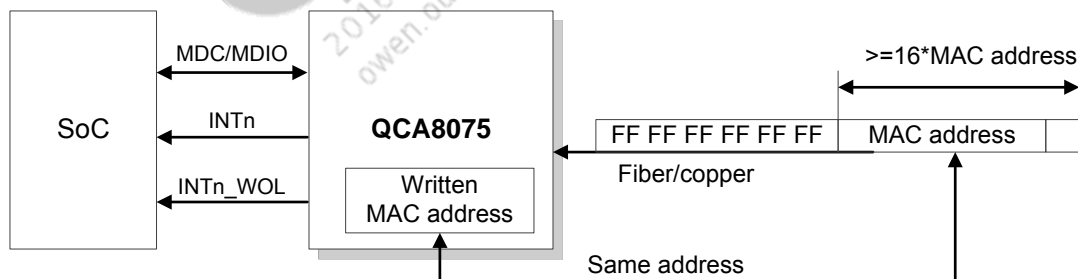 MDC/MDIO
>=16*MAC address
SoC
INTn
QCA8075
FF FF FF FF FF FF
MAC address
Fiber/copper
INTn_WOL
Written
MAC address
Same address